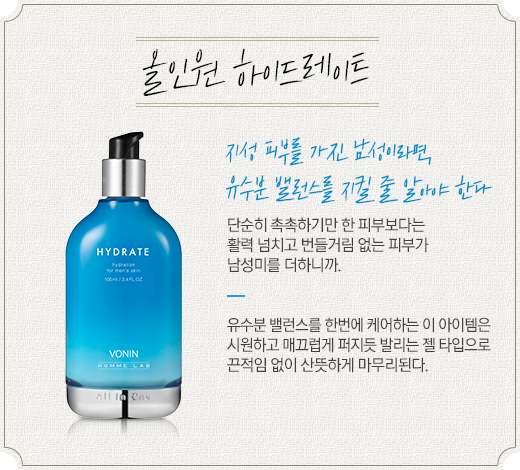 올인원 하이드레이트
지성 피부를 가진 남성이라면,
유수분 밸런스를 지킬 줄 알아야 한다
단순히 촉촉하기만 한 피부보다는
활력 넘치고 번들거림 없는 피부가
남성미를 더하니까.
유수분 밸런스를 한번에 케어하는 이 아이템은
시원하고 매끄럽게 퍼지듯 발리는 젤 타입으로
끈적임 없이 산뜻하게 마무리된다.
HYDRATE
hydration
for men's skin
100ml / 3.4 FL.OZ.
VONIN
HOMME LAB
All In One